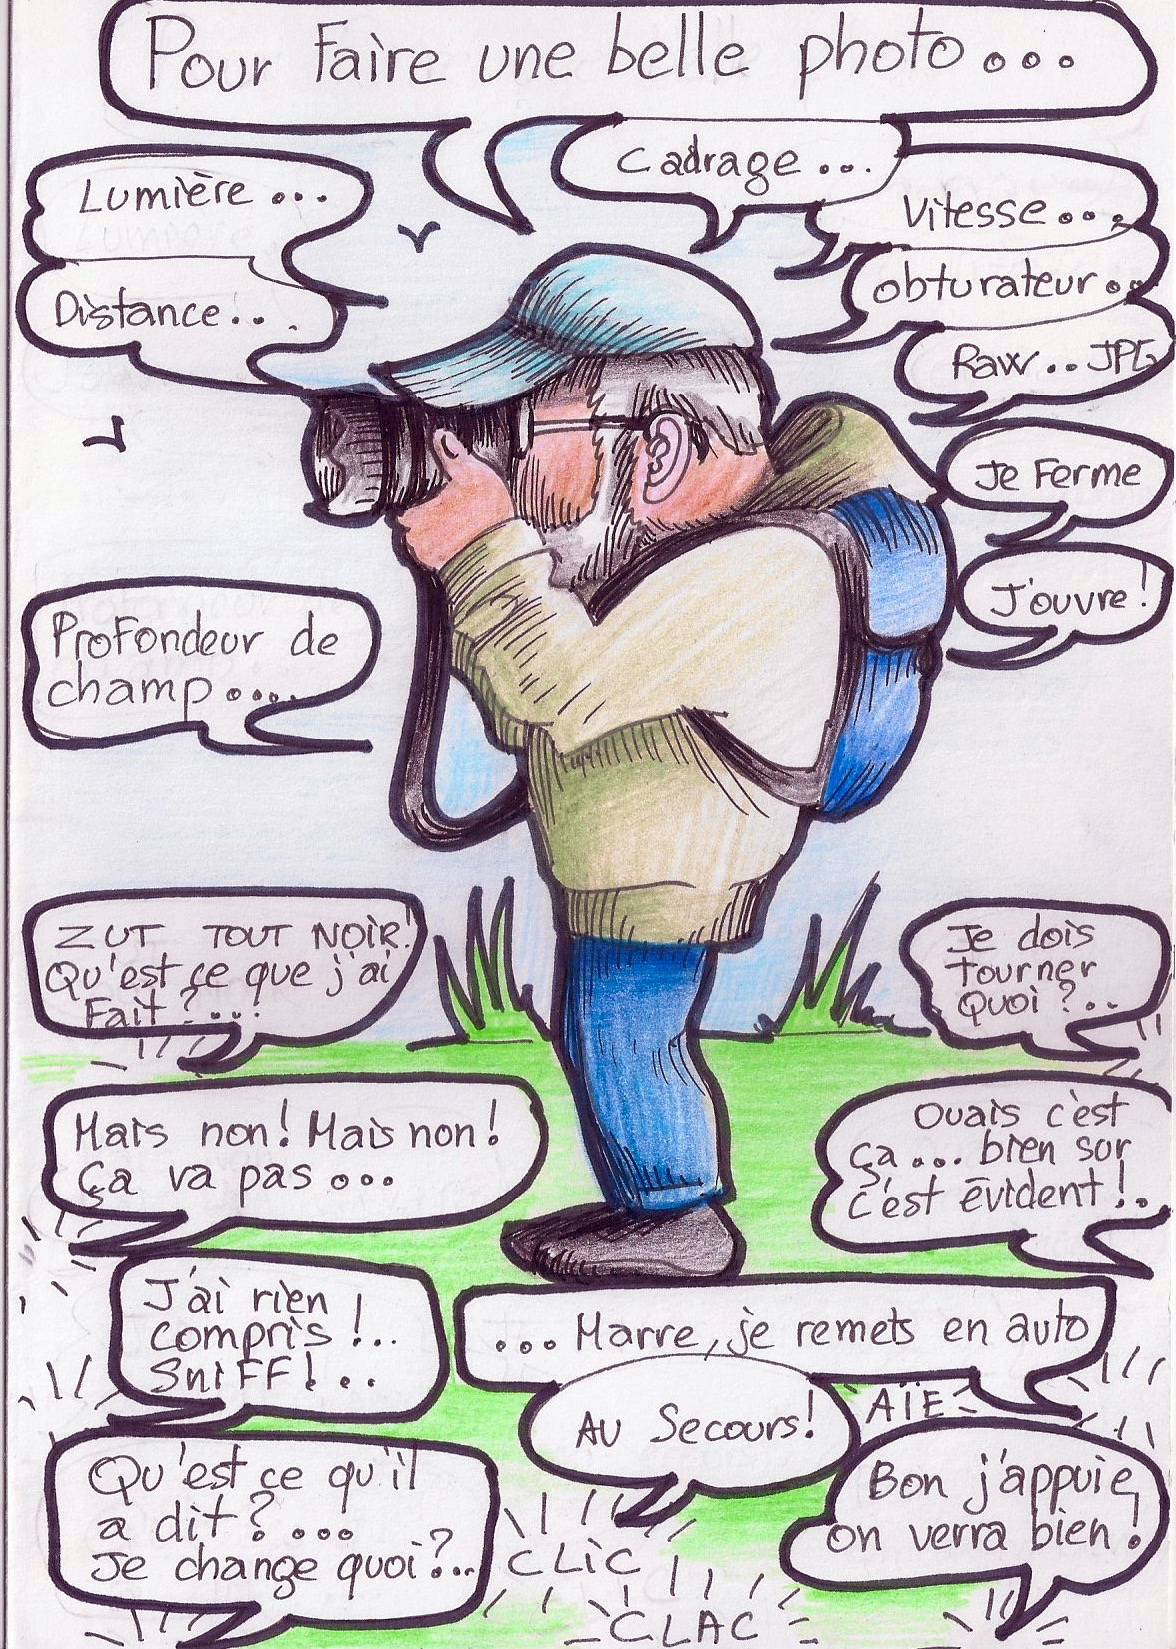 Pour faire une belle photo...
Cadrage...
Lumière...
Vitesse...
Distance...
obturateur...
Raw..JPG
Je Ferme
J'ouvre!
Profondeur de
champ....
ZUT TOUT NOIR!
Qu'est ce que j'ai
Fait?...
Je dois
tourner
Quoi?..
Mais non! Mais non!
ça va pas...
Ouais c'est
ça... bien sor
c'est évident!.
J'ai rien
compris!..
Sniff!..
...Marre, je remets en auto
AÏE
Au Secours!
Qu'est ce qu'il
a dit?...
Je change quoi?...
Bon j'appuie,
on verra bien!
CLiC
CLAC